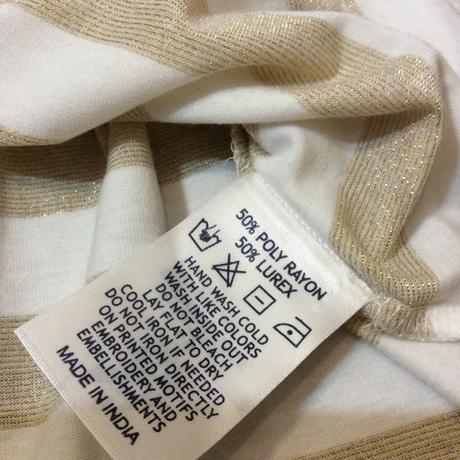 50% POLY RAYON
50% LUREX
HAND WASH COLD
WITH LIKE COLORS
WASH INSIDE OUT
DO NOT BLEACH
LAY FLAT TO DRY
COOL IRON IF NEEDED
DO NOT IRON DIRECTLY
ON PRINTED MOTIFS
EMBROIDERY AND
EMBELLISHMENTS
MADE IN INDIA